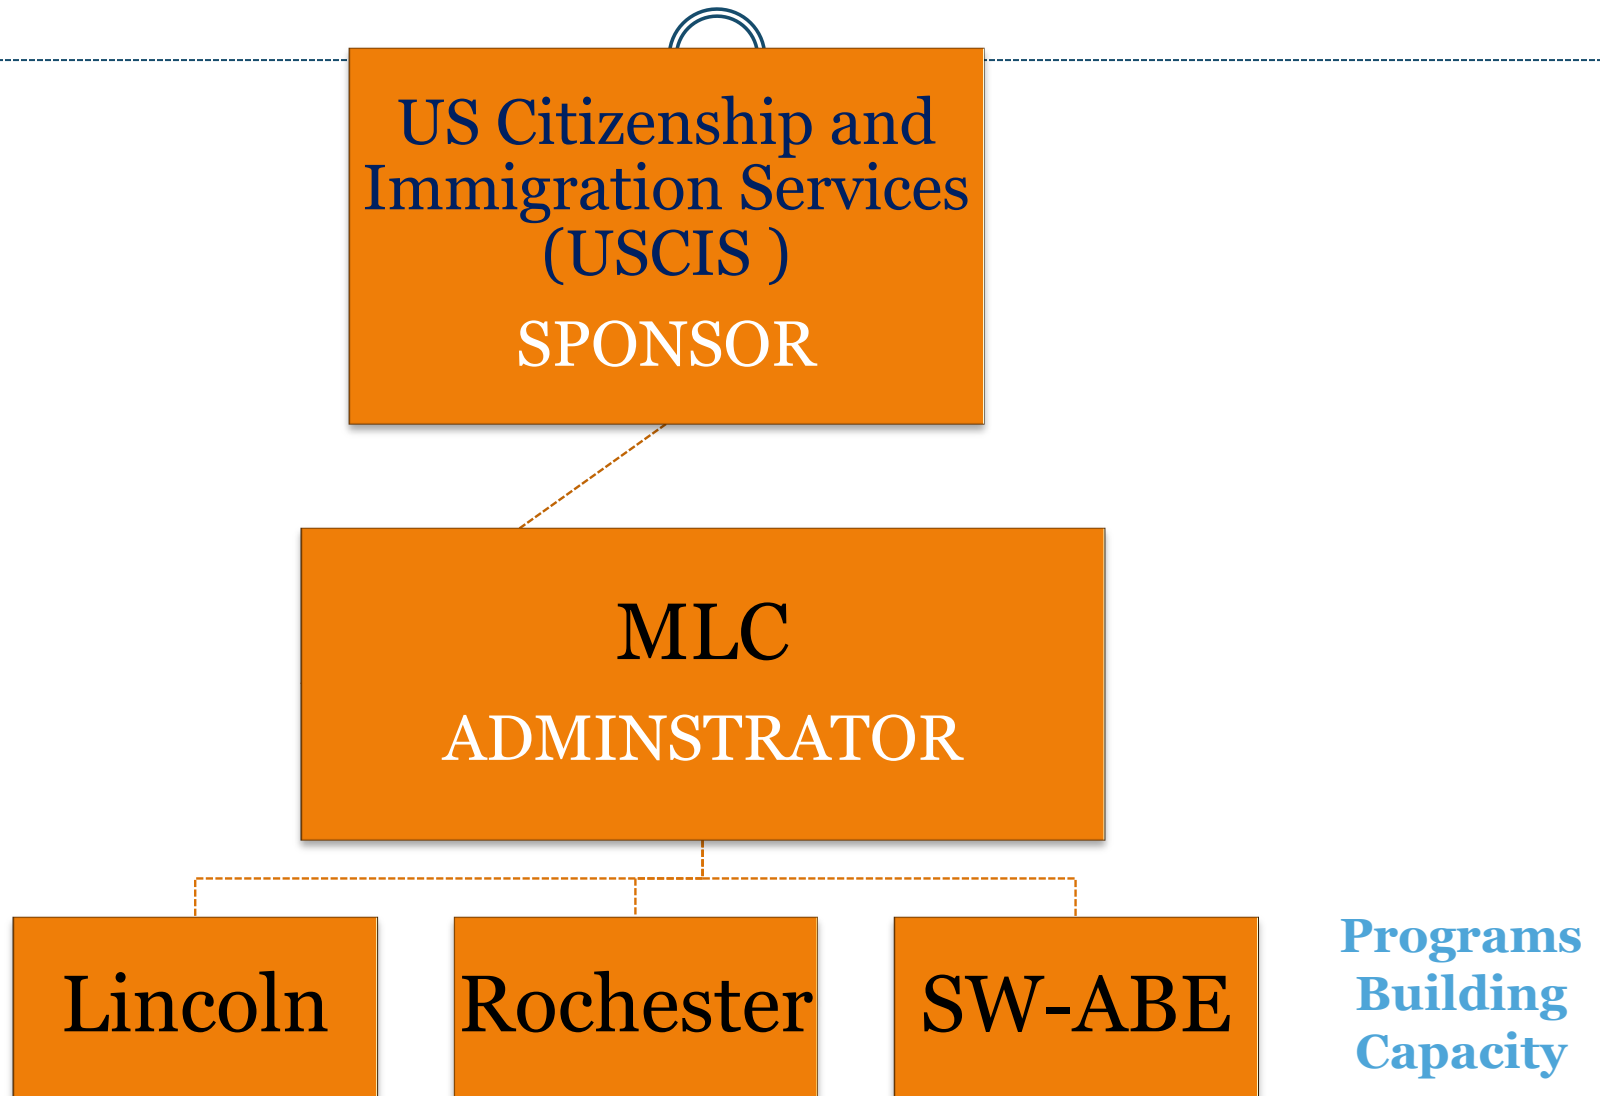 US Citizenship and
Immigration Services
(USCIS )
SPONSOR
MLC
ADMINSTRATOR
Lincoln
Rochester
SW-ABE
Programs
Building
Capacity